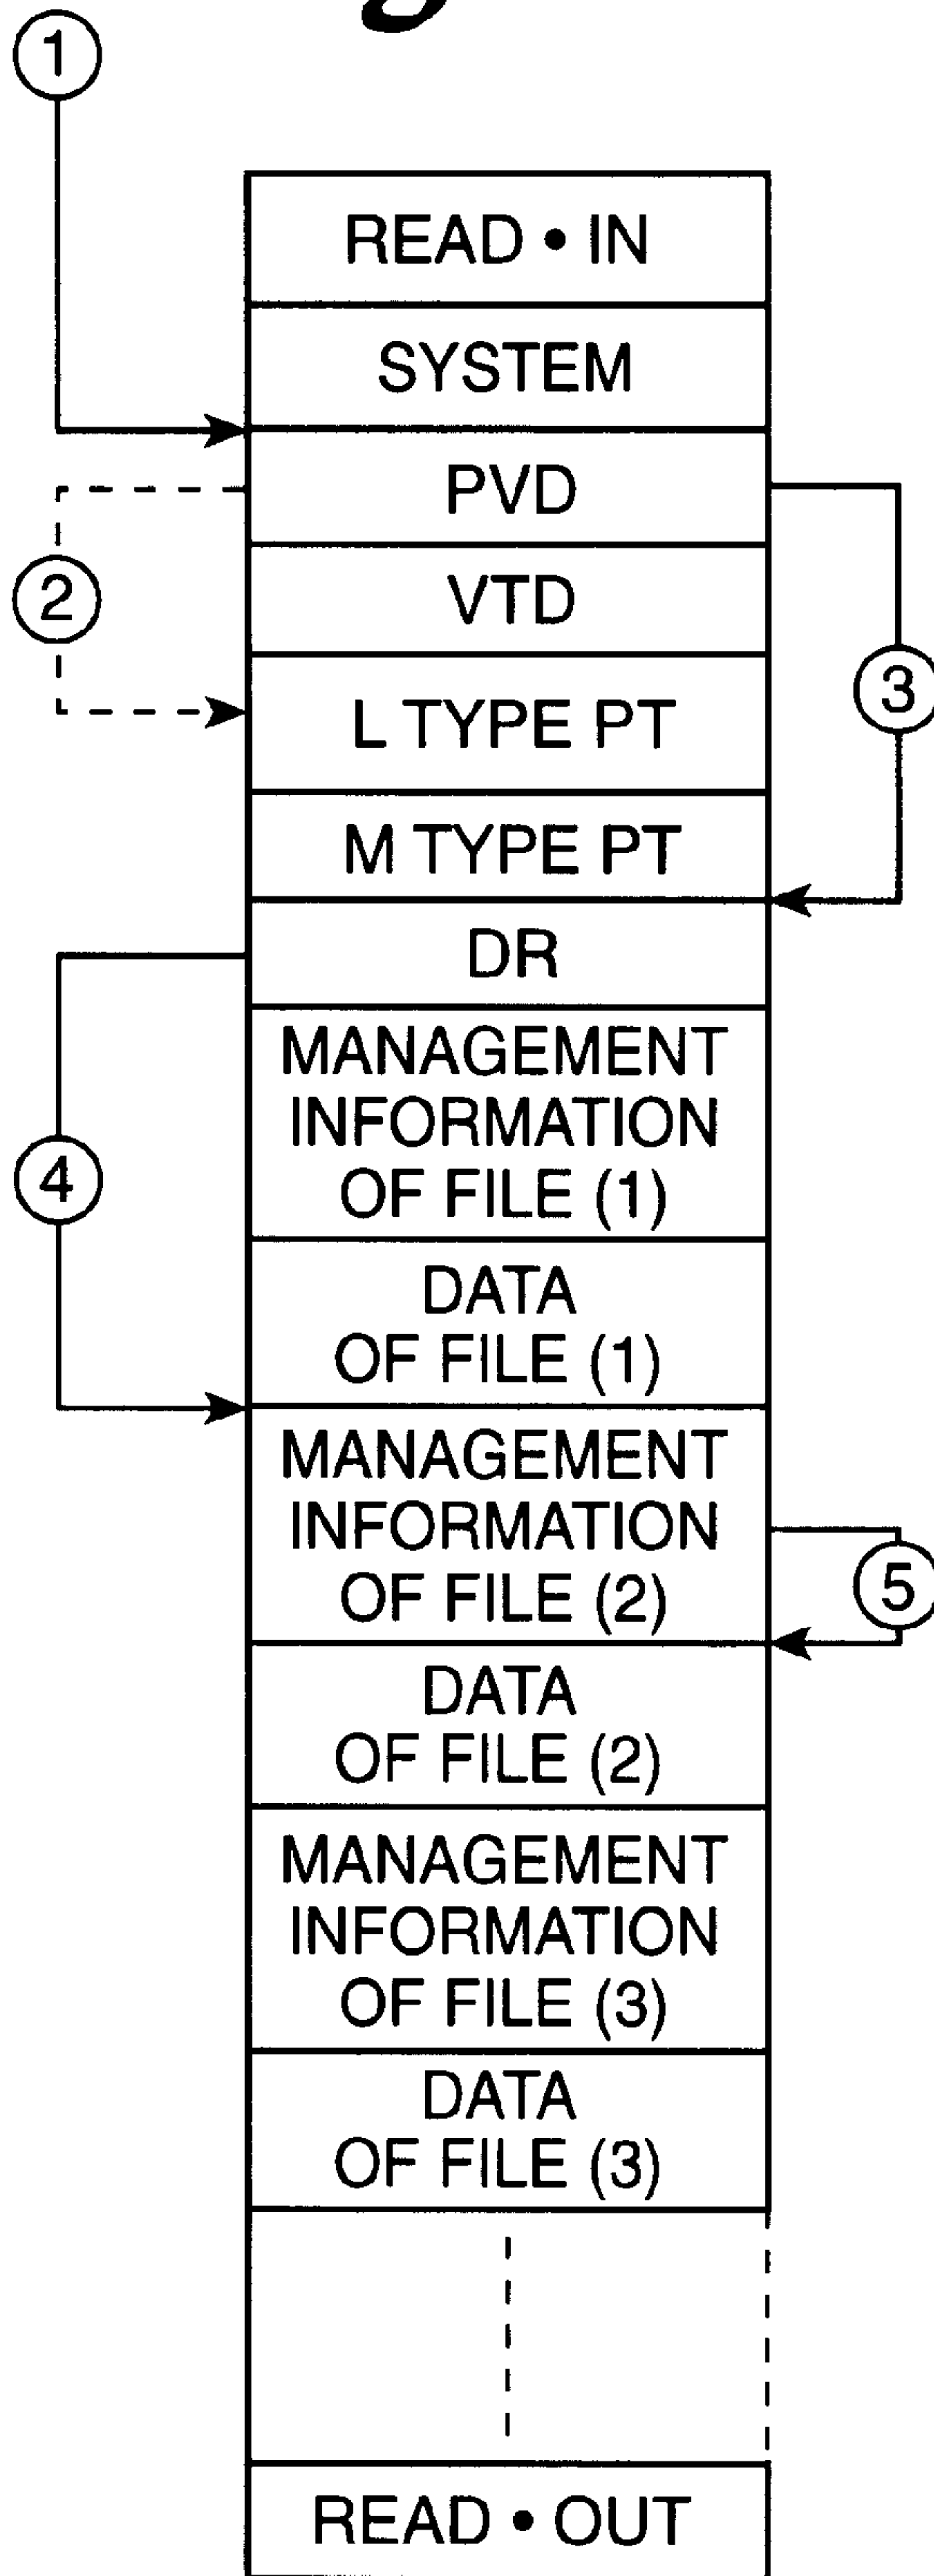 1
READ • IN
SYSTEM
PVD
2
VTD
3
L TYPE PT
M TYPE PT
DR
4
MANAGEMENT
INFORMATION
OF FILE (1)
DATA
OF FILE (1)
MANAGEMENT
INFORMATION
OF FILE (2)
5
DATA
OF FILE (2)
MANAGEMENT
INFORMATION
OF FILE (3)
DATA
OF FILE (3)
READ • OUT